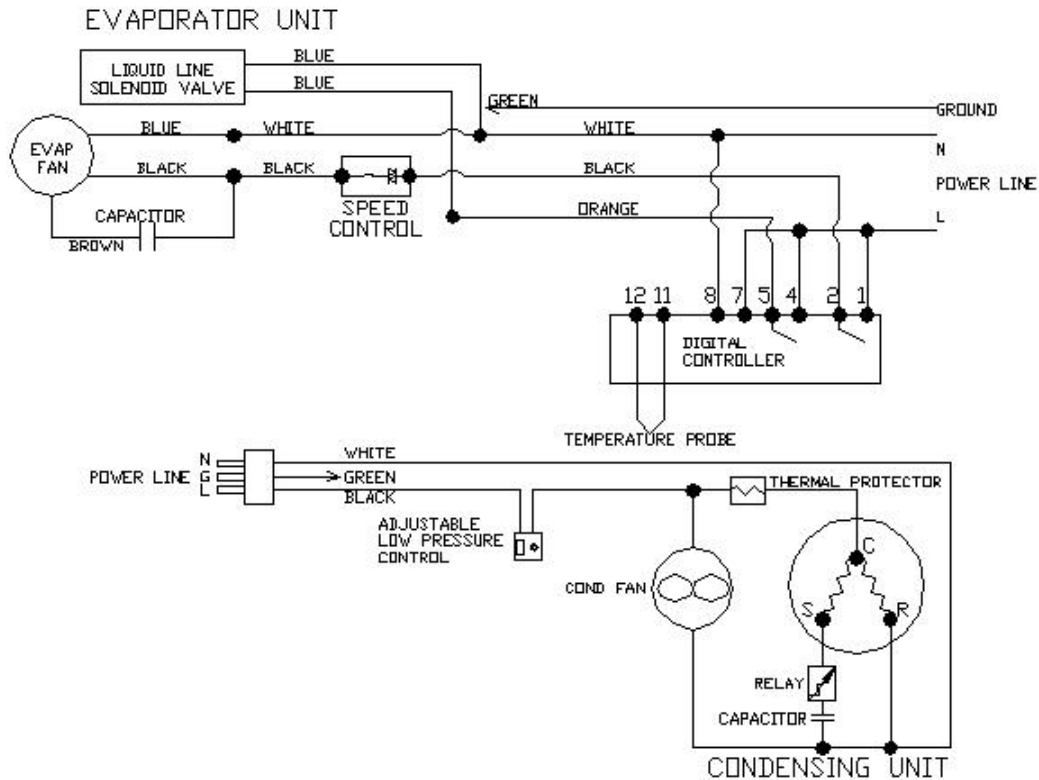 EVAPORATOR UNIT
BLUE
LIQUID LINE
SOLENOID VALVE
BLUE
GREEN
GROUND
BLUE
WHITE
WHITE
N
EVAP
FAN
BLACK
BLACK
BLACK
POWER LINE
SPEED
CONTROL
ORANGE
L
CAPACITOR
BROWN
12 11 8 7 5 4 2 1
DIGITAL
CONTROLLER
TEMPERATURE PROBE
WHITE
N
POWER LINE G
GREEN
L
BLACK
THERMAL PROTECTOR
ADJUSTABLE
LOW PRESSURE
CONTROL
C
COND FAN
S
R
RELAY
CAPACITOR
CONDENSING UNIT